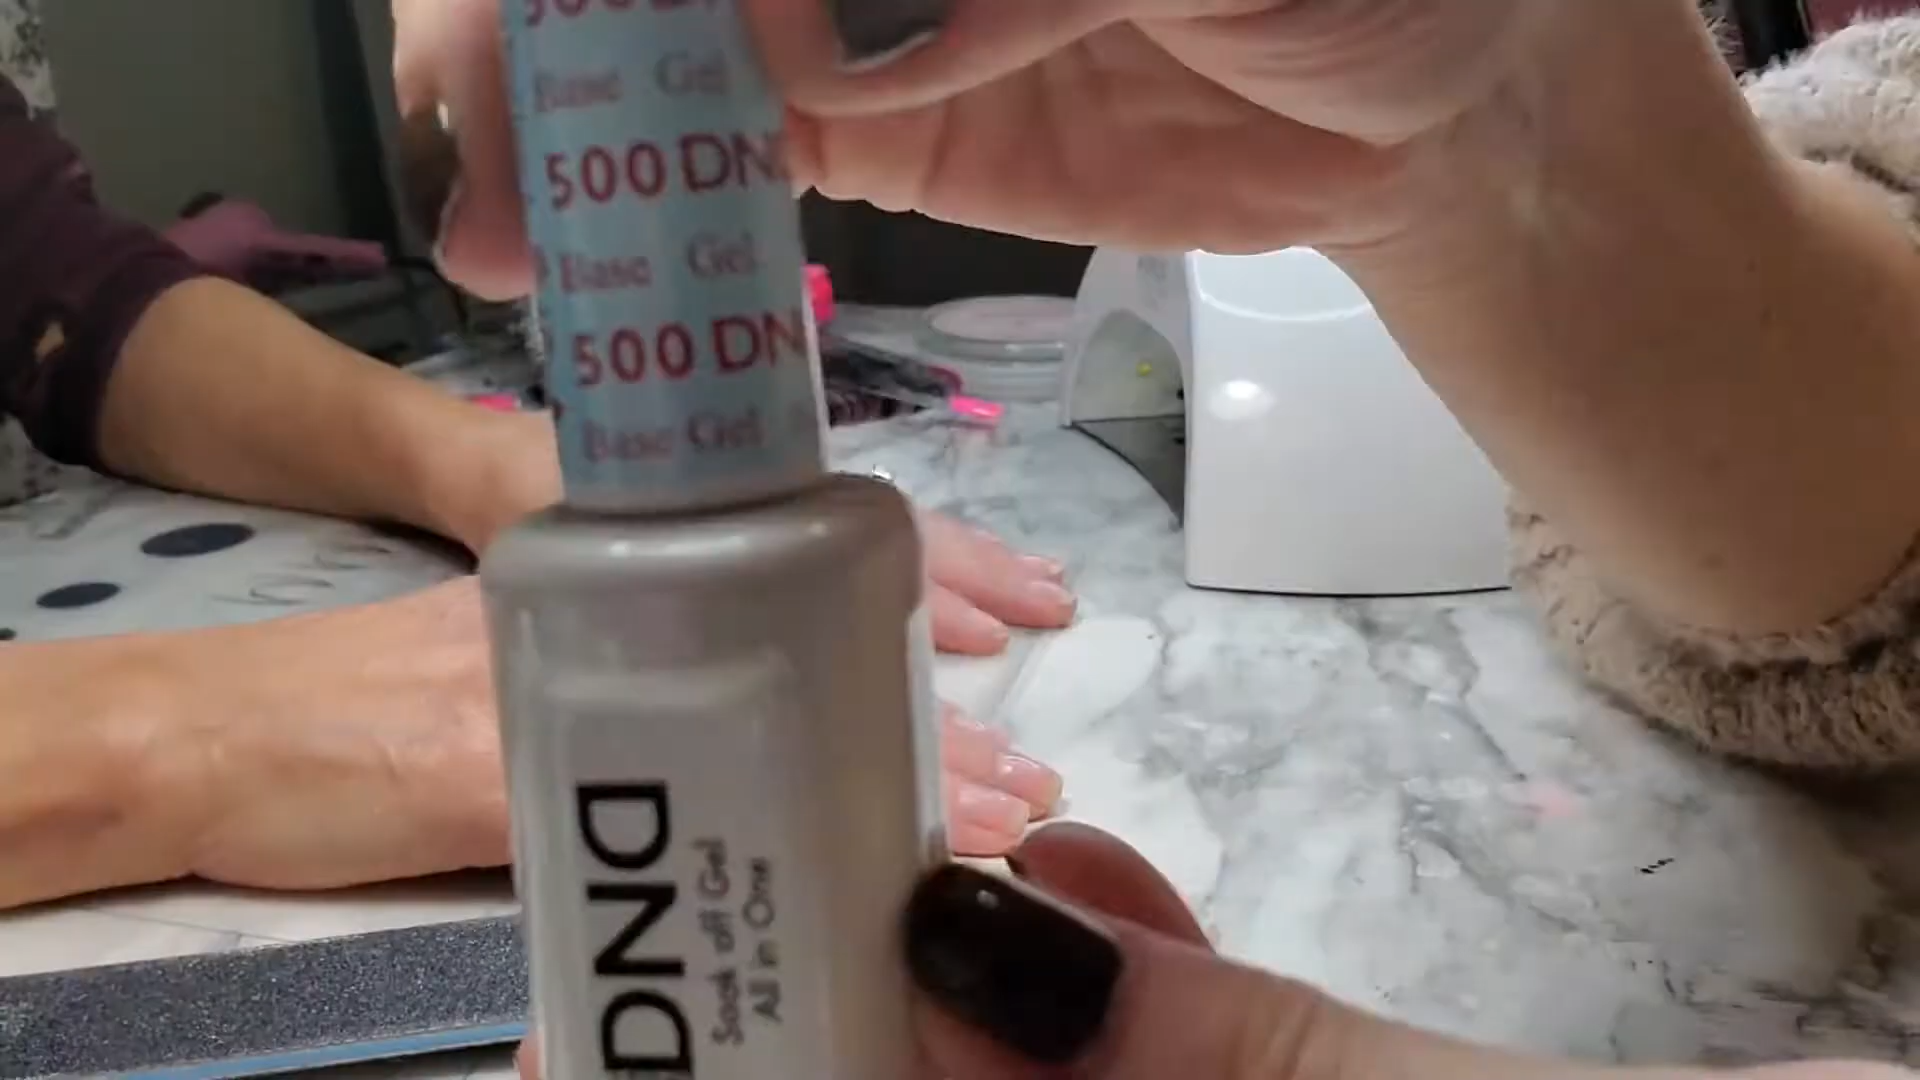 Base Gel
500 DN
Base Gel
500 DN
Base Gel
DND
Soak off Gel
All in One